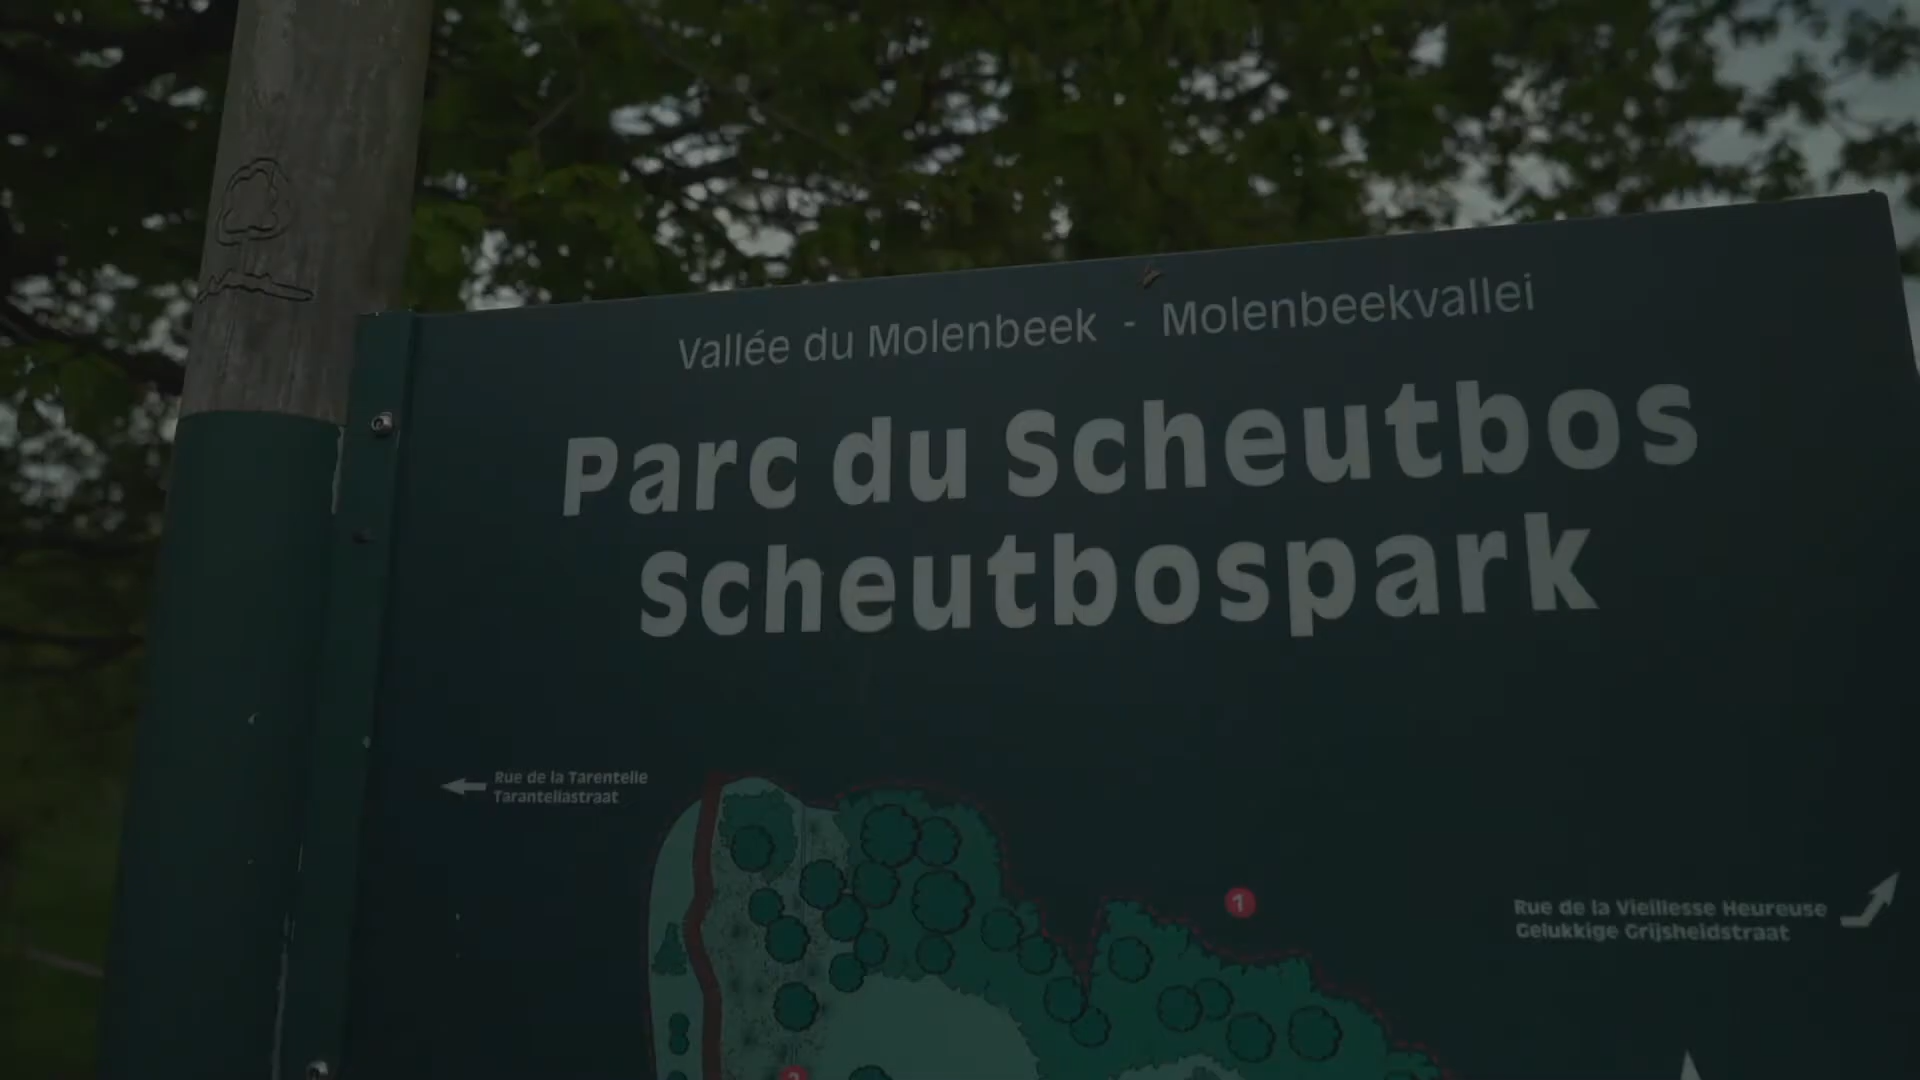 Vallée du Molenbeek - Molenbeekvallei
Parc du Scheutbos
Scheutbospark
Rue de la Tarentelle
Tarantellastraat
1
Rue de la Vieillesse Heureuse
Gelukkige Grijsheidstraat